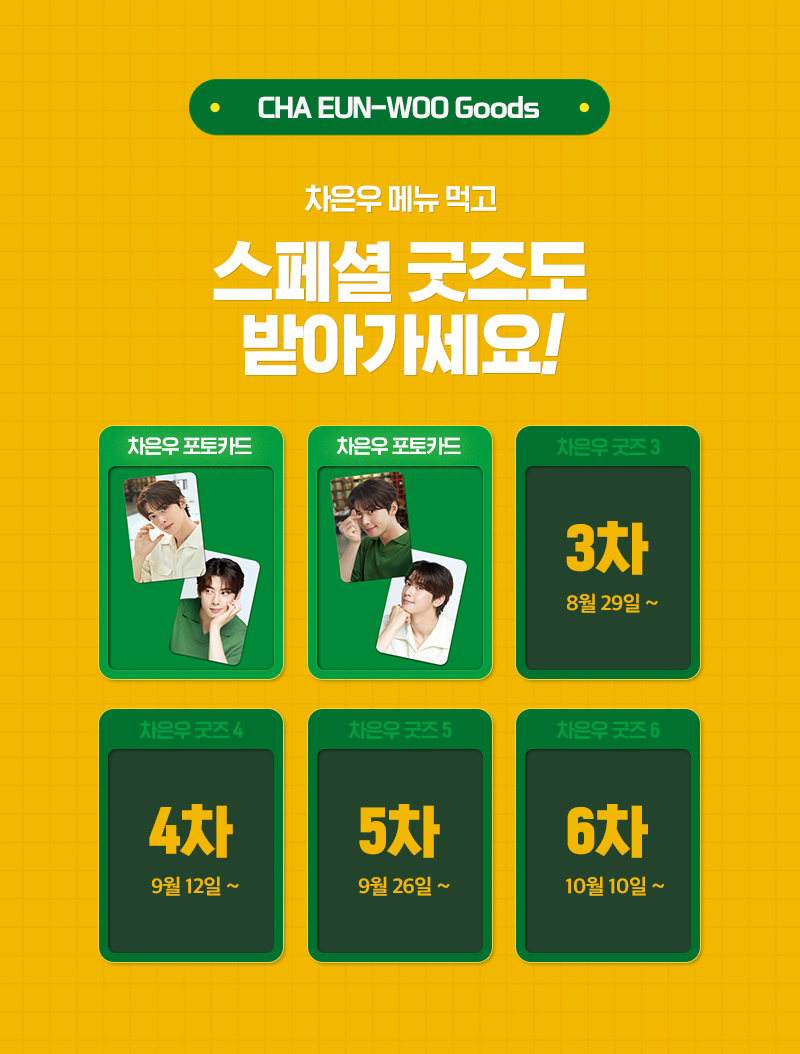 CHA EUN-WOO Goods
차은우 메뉴 먹고
스페셜 굿즈도
받아가세요!
차은우 포토카드
차은우 포토카드
차은우 굿즈 3
3차
8월 29일 ~
차은우 굿즈 4
4차
9월 12일 ~
차은우 굿즈 5
5차
9월 26일 ~
차은우 굿즈 6
6차
10월 10일 ~